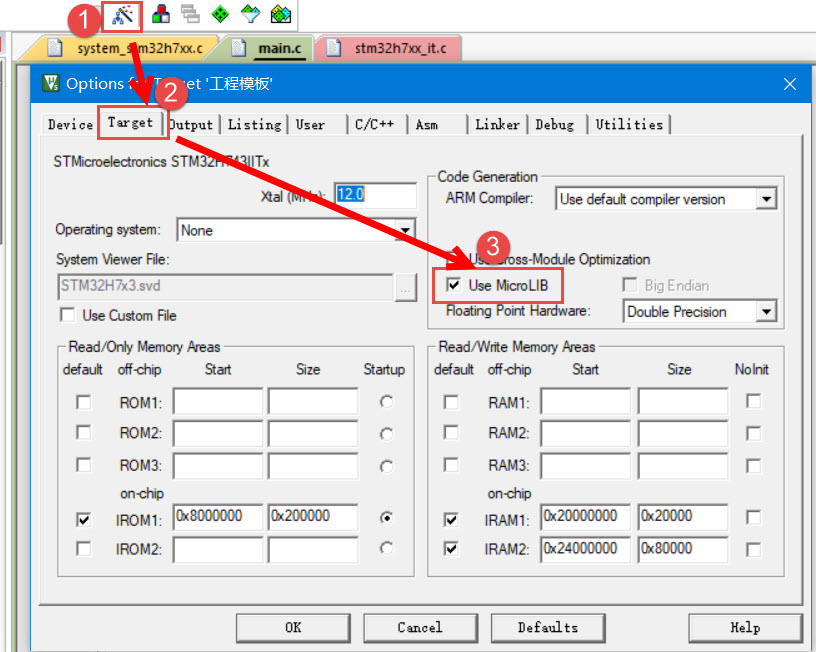 1
system_stm32h7xx.c main.c stm32h7xx_it.c
Options for Target '工程模板'
2
Device Target Output Listing User C/C++ Asm Linker Debug Utilities
STMicroelectronics STM32H743IITx
Xtal (MHz): 12.0
Operating system: None
System Viewer File:
STM32H7x3.svd ...
Use Custom File
Code Generation
ARM Compiler: Use default compiler version
3
Use Cross-Module Optimization
Use MicroLIB Big Endian
Floating Point Hardware: Double Precision
Read/Only Memory Areas
default off-chip Start Size Startup
ROM1:
ROM2:
ROM3:
on-chip
IROM1: 0x8000000 0x200000
IROM2:
Read/Write Memory Areas
default off-chip Start Size NoInit
RAM1:
RAM2:
RAM3:
on-chip
IRAM1: 0x20000000 0x20000
IRAM2: 0x24000000 0x80000
OK Cancel Defaults Help